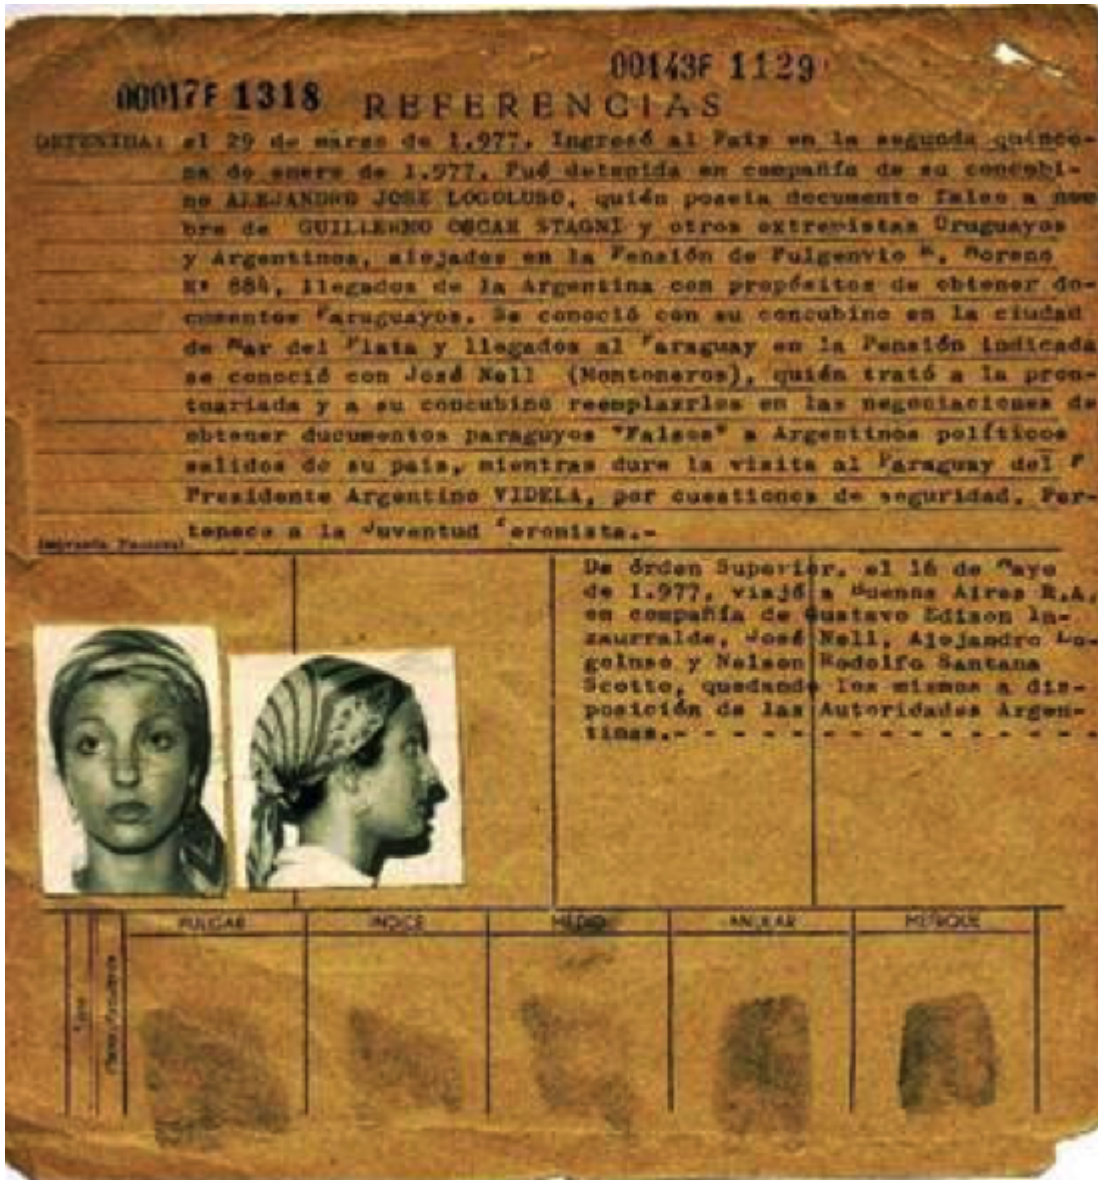 00143F 1129
00017F 1318 REFERENCIAS
DETENIDA: el 29 de marzo de 1.977. Ingresó al País en la segunda quince-
na de enero de 1.977. Fué detenida en compañía de su concubi-
no ALEJANDRO JOSE LOGOLUSO, quién poseía documento falso a nom
bre de GUILLERMO OSCAR STAGNI y otros extremistas Uruguayos
y Argentinos, alojados en la Pensión de Fulgenvio R. Moreno
Nº 884, llegados de la Argentina con propósitos de obtener do-
cumentos Paraguayos. Se conoció con su concubino en la ciudad
de Mar del Plata y llegados al Paraguay en la Pensión indicada
se conoció con José Nell (Montoneros), quién trató a la pron-
tuariada y a su concubino reemplazrlos en las negociaciones de
obtener ducumentos paraguyos "Falsos" a Argentinos políticos
salidos de su país, mientras dure la visita al Paraguay del
Presidente Argentino VIDELA, por cuestiones de seguridad. Per-
tenece a la Juventud Peronista.-
Imprenta Nacional
De órden Superior, el 16 de Mayo
de 1.977, viajó a Buenos Aires R.A.
en compañía de Gustavo Edison In-
zaurralde, José Nell, Alejandro Lo-
goluso y Nelson Rodolfo Santana
Scotto, quedando los mismos a dis-
posición de las Autoridades Argen-
tinas.- - - - - - - - - - - - - - -
PULGAR INDICE MEDIO ANULAR MEÑIQUE